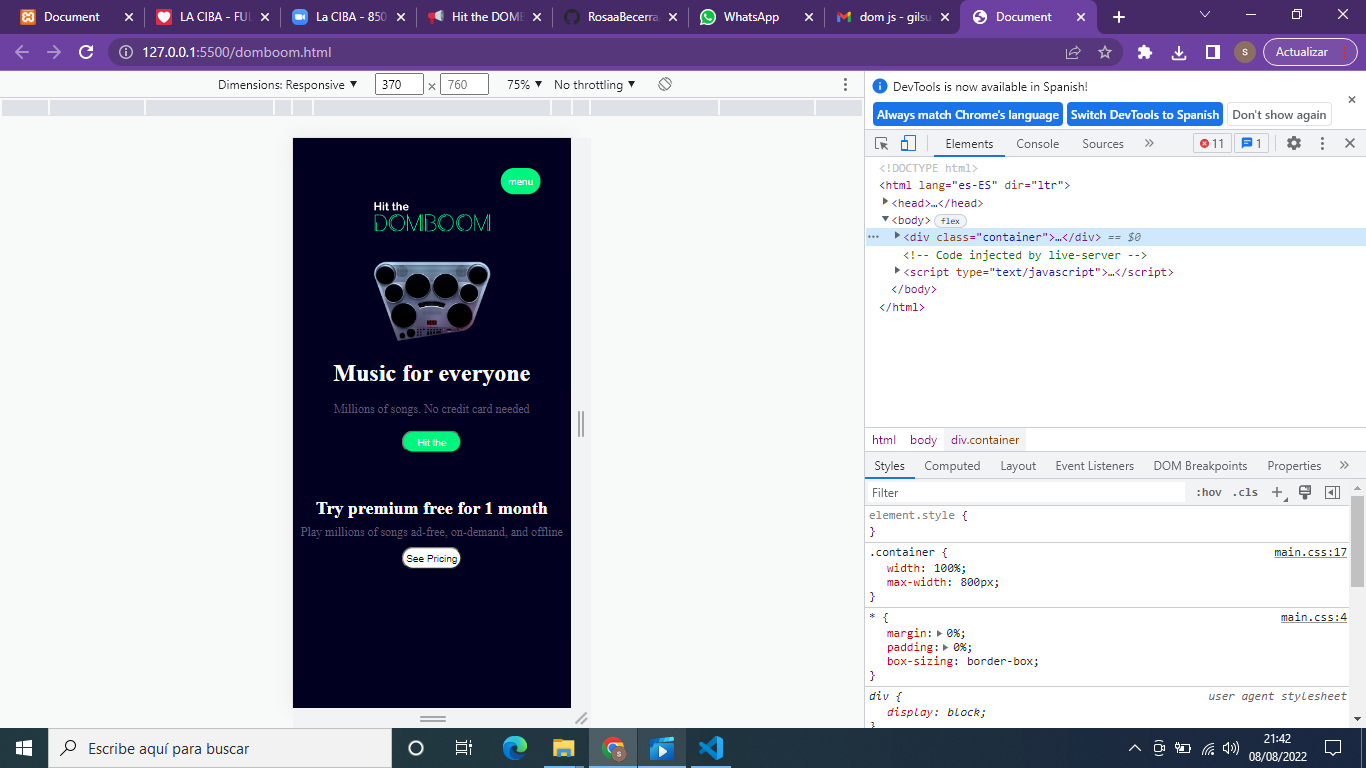 Document
LA CIBA - FUL
La CIBA - 850
Hit the DOMB
RosaaBecerra
WhatsApp
dom js - gilsu
Document
127.0.0.1:5500/domboom.html
S
Actualizar
Dimensions: Responsive
370
×
760
75%
No throttling
DevTools is now available in Spanish!
Always match Chrome's language
Switch DevTools to Spanish
Don't show again
Elements
Console
Sources
11
1
<!DOCTYPE html>
<html lang="es-ES" dir="ltr">
<head>…</head>
<body> flex
<div class="container">…</div> == $0
<!-- Code injected by live-server -->
<script type="text/javascript">…</script>
</body>
</html>
menu
Hit the
DOMBOOM
Music for everyone
Millions of songs. No credit card needed
Hit the
Try premium free for 1 month
Play millions of songs ad-free, on-demand, and offline
See Pricing
html body div.container
Styles Computed Layout Event Listeners DOM Breakpoints Properties
Filter
:hov .cls
element.style {
}
.container { main.css:17
width: 100%;
max-width: 800px;
}
* { main.css:4
margin: 0%;
padding: 0%;
box-sizing: border-box;
}
div { user agent stylesheet
display: block;
}
Escribe aquí para buscar
21:42
08/08/2022